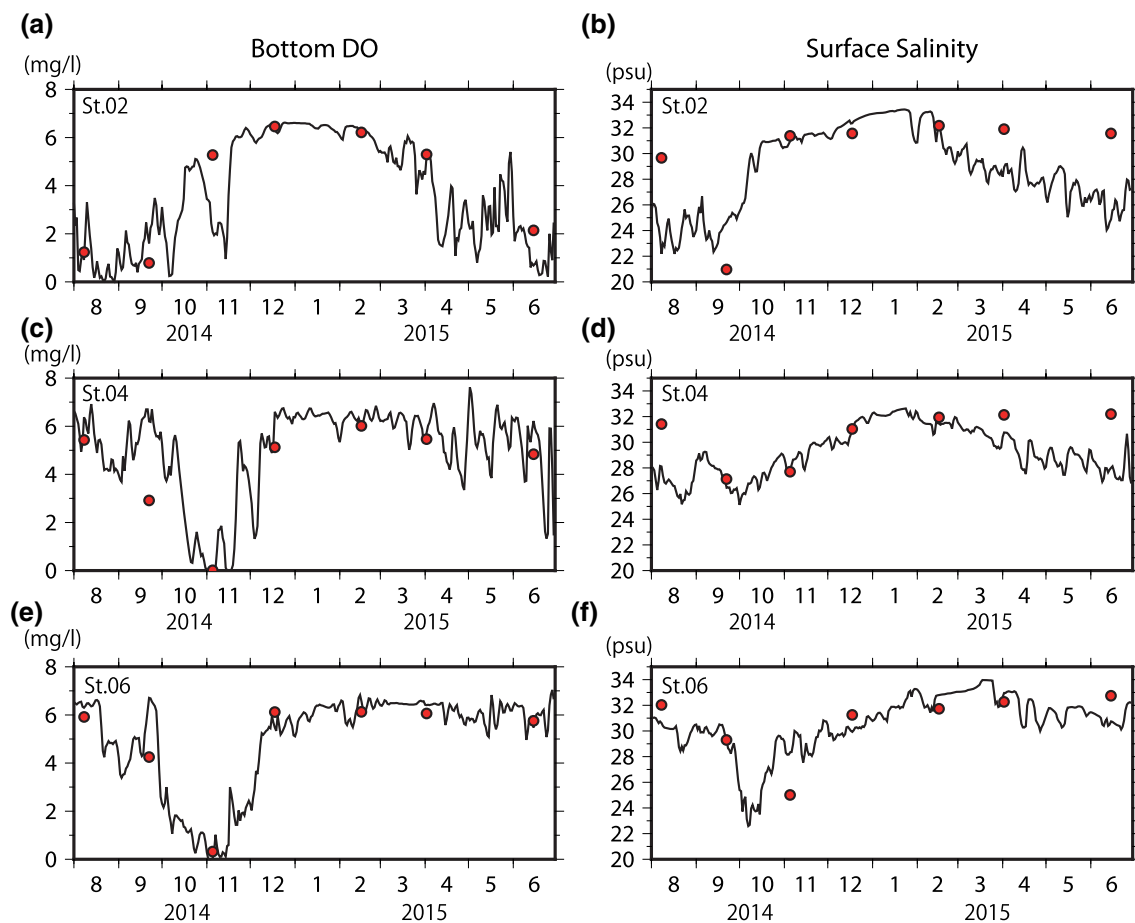 (a) (b)
Bottom DO Surface Salinity
(mg/l) (psu)
St.02 St.02
8 6 4 2 0
34 32 30 28 26 24 22 20
8 9 10 11 12 1 2 3 4 5 6
8 9 10 11 12 1 2 3 4 5 6
2014 2015 2014 2015
(c) (d)
(mg/l) (psu)
St.04 St.04
8 6 4 2 0
34 32 30 28 26 24 22 20
8 9 10 11 12 1 2 3 4 5 6
8 9 10 11 12 1 2 3 4 5 6
2014 2015 2014 2015
(e) (f)
(mg/l) (psu)
St.06 St.06
8 6 4 2 0
34 32 30 28 26 24 22 20
8 9 10 11 12 1 2 3 4 5 6
8 9 10 11 12 1 2 3 4 5 6
2014 2015 2014 2015